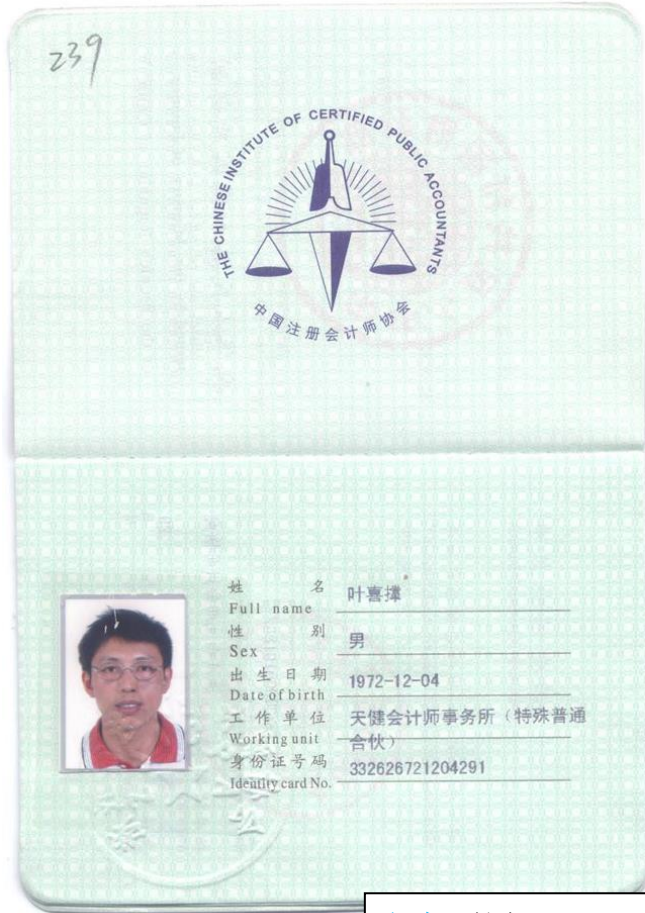 239
THE CHINESE INSTITUTE OF CERTIFIED PUBLIC ACCOUNTANTS
中国注册会计师协会
姓 名 叶喜撑
Full name
性 别 男
Sex
出生日期 1972-12-04
Date of birth
工作单位 天健会计师事务所（特殊普通
Working unit 合伙）
身份证号码 332626721204291
Identity card No.